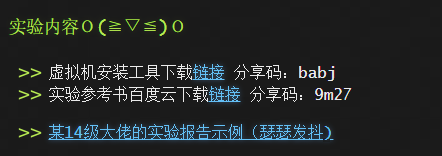 实验内容O(≧▽≦)O
>> 虚拟机安装工具下载链接 分享码：babj
>> 实验参考书百度云下载链接 分享码：9m27
>> 某14级大佬的实验报告示例（瑟瑟发抖)